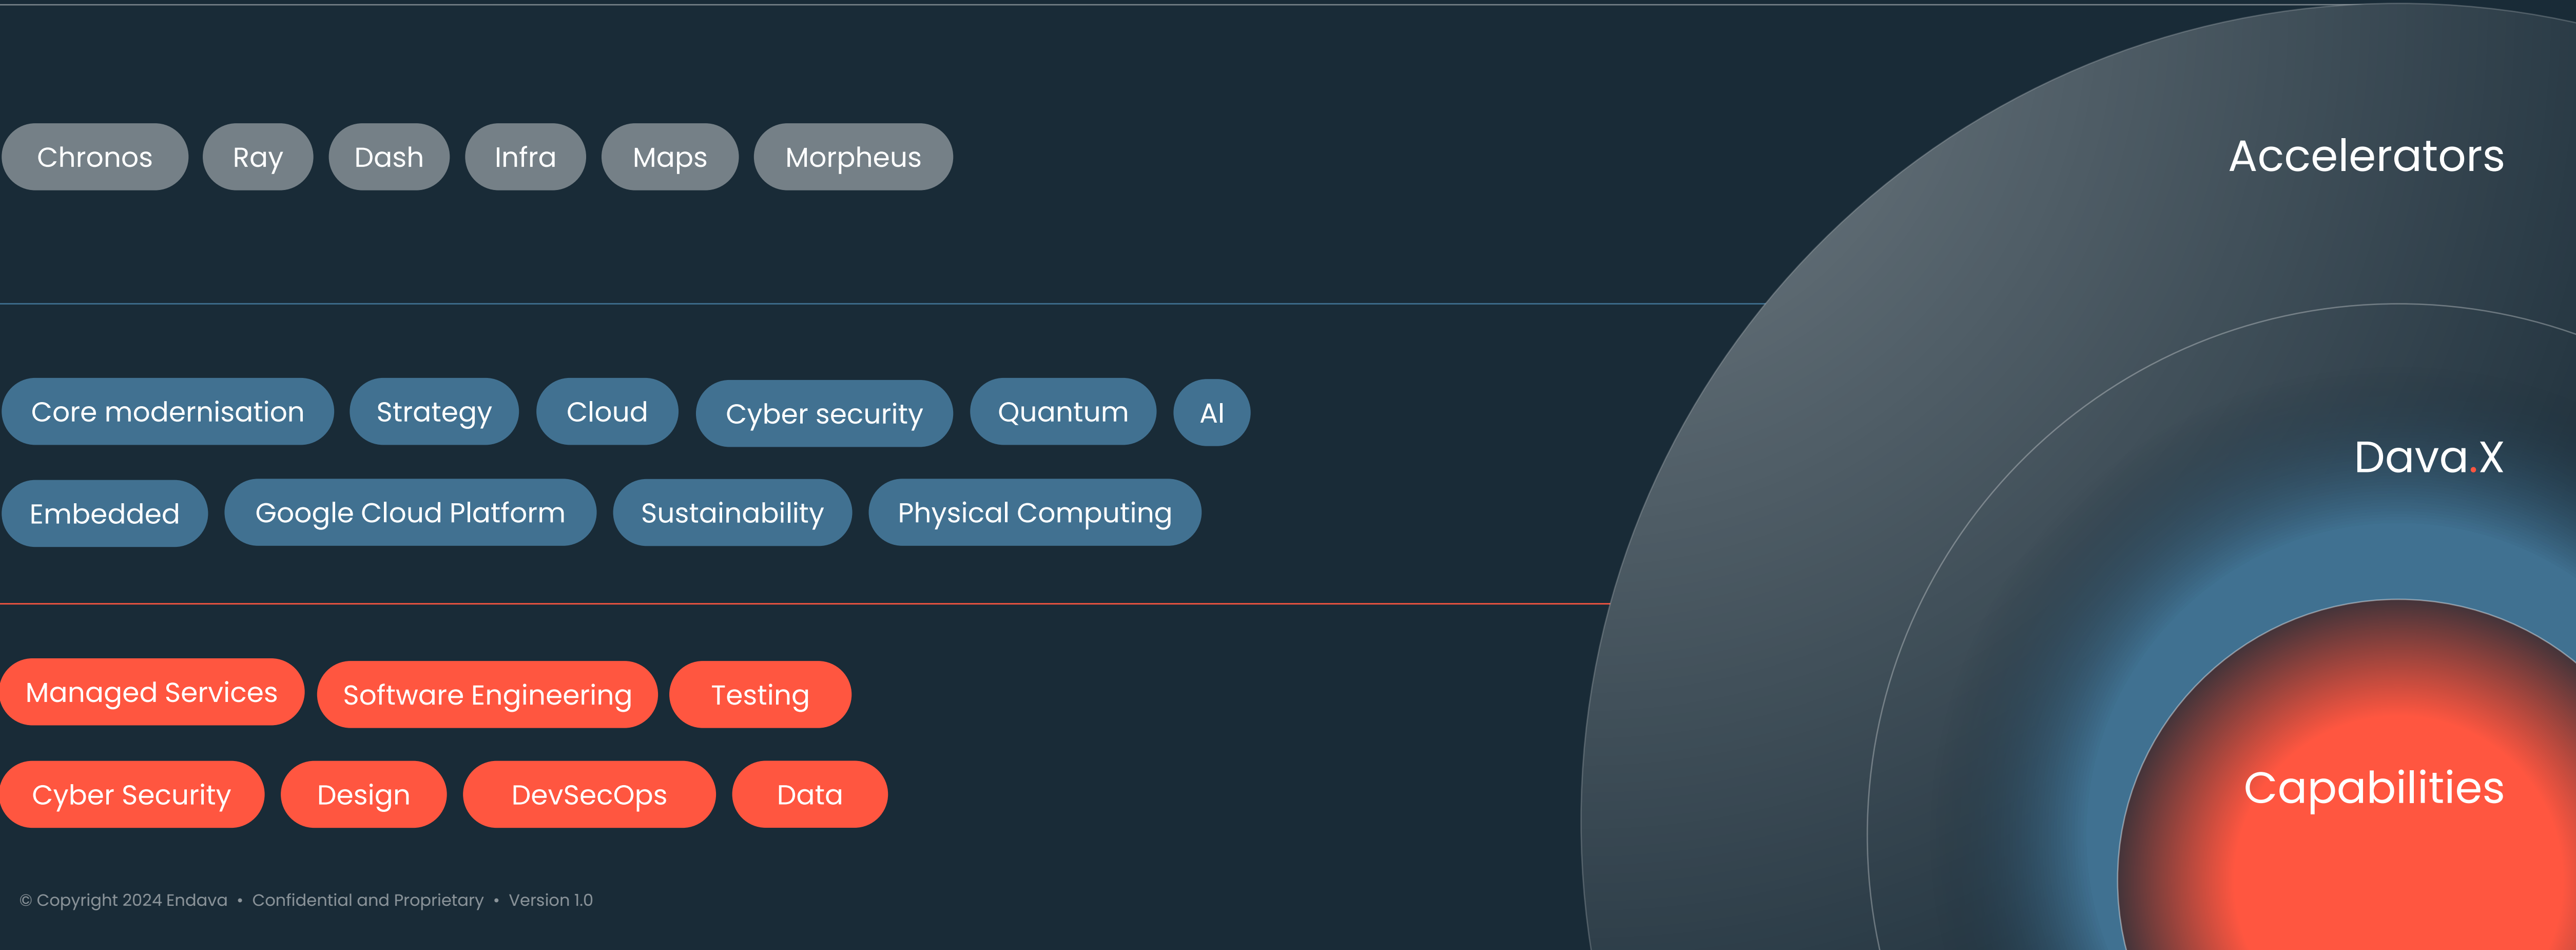 Chronos Ray Dash Infra Maps Morpheus
Accelerators
Core modernisation Strategy Cloud Cyber security Quantum AI
Dava.X
Embedded Google Cloud Platform Sustainability Physical Computing
Managed Services Software Engineering Testing
Capabilities
Cyber Security Design DevSecOps Data
© Copyright 2024 Endava • Confidential and Proprietary • Version 1.0